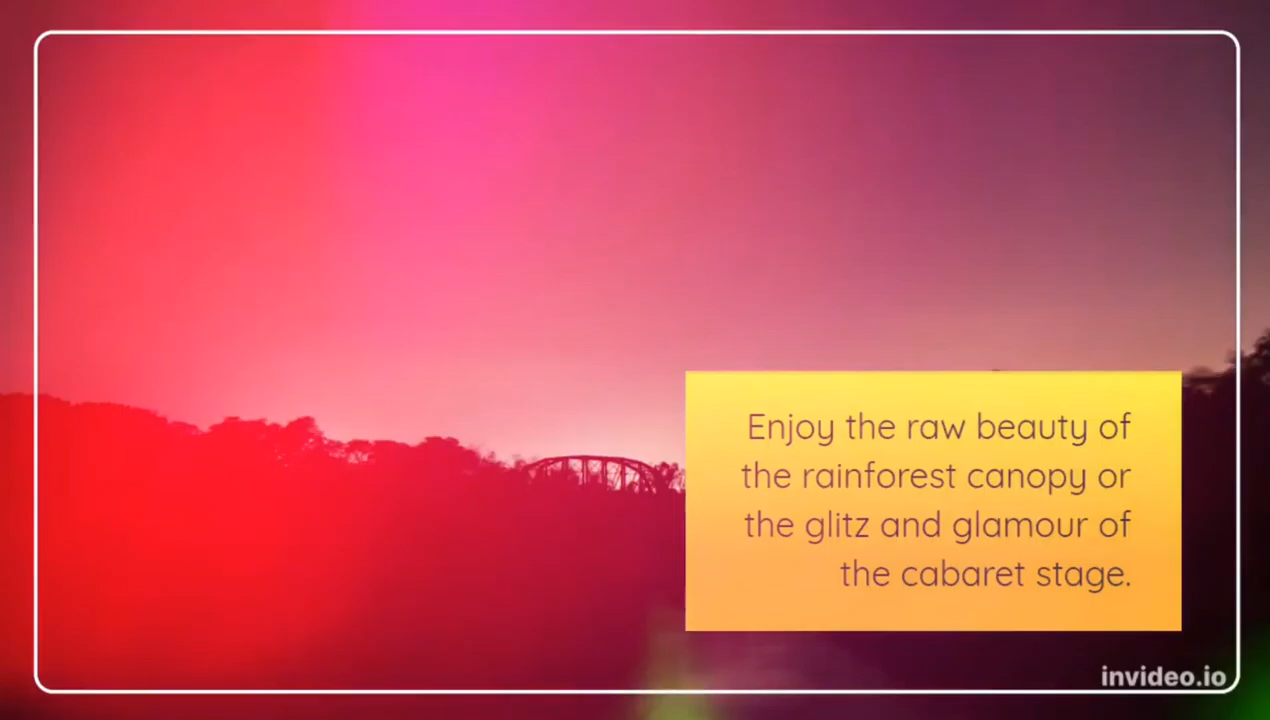 Enjoy the raw beauty of
the rainforest canopy or
the glitz and glamour of
the cabaret stage.
invideo.io